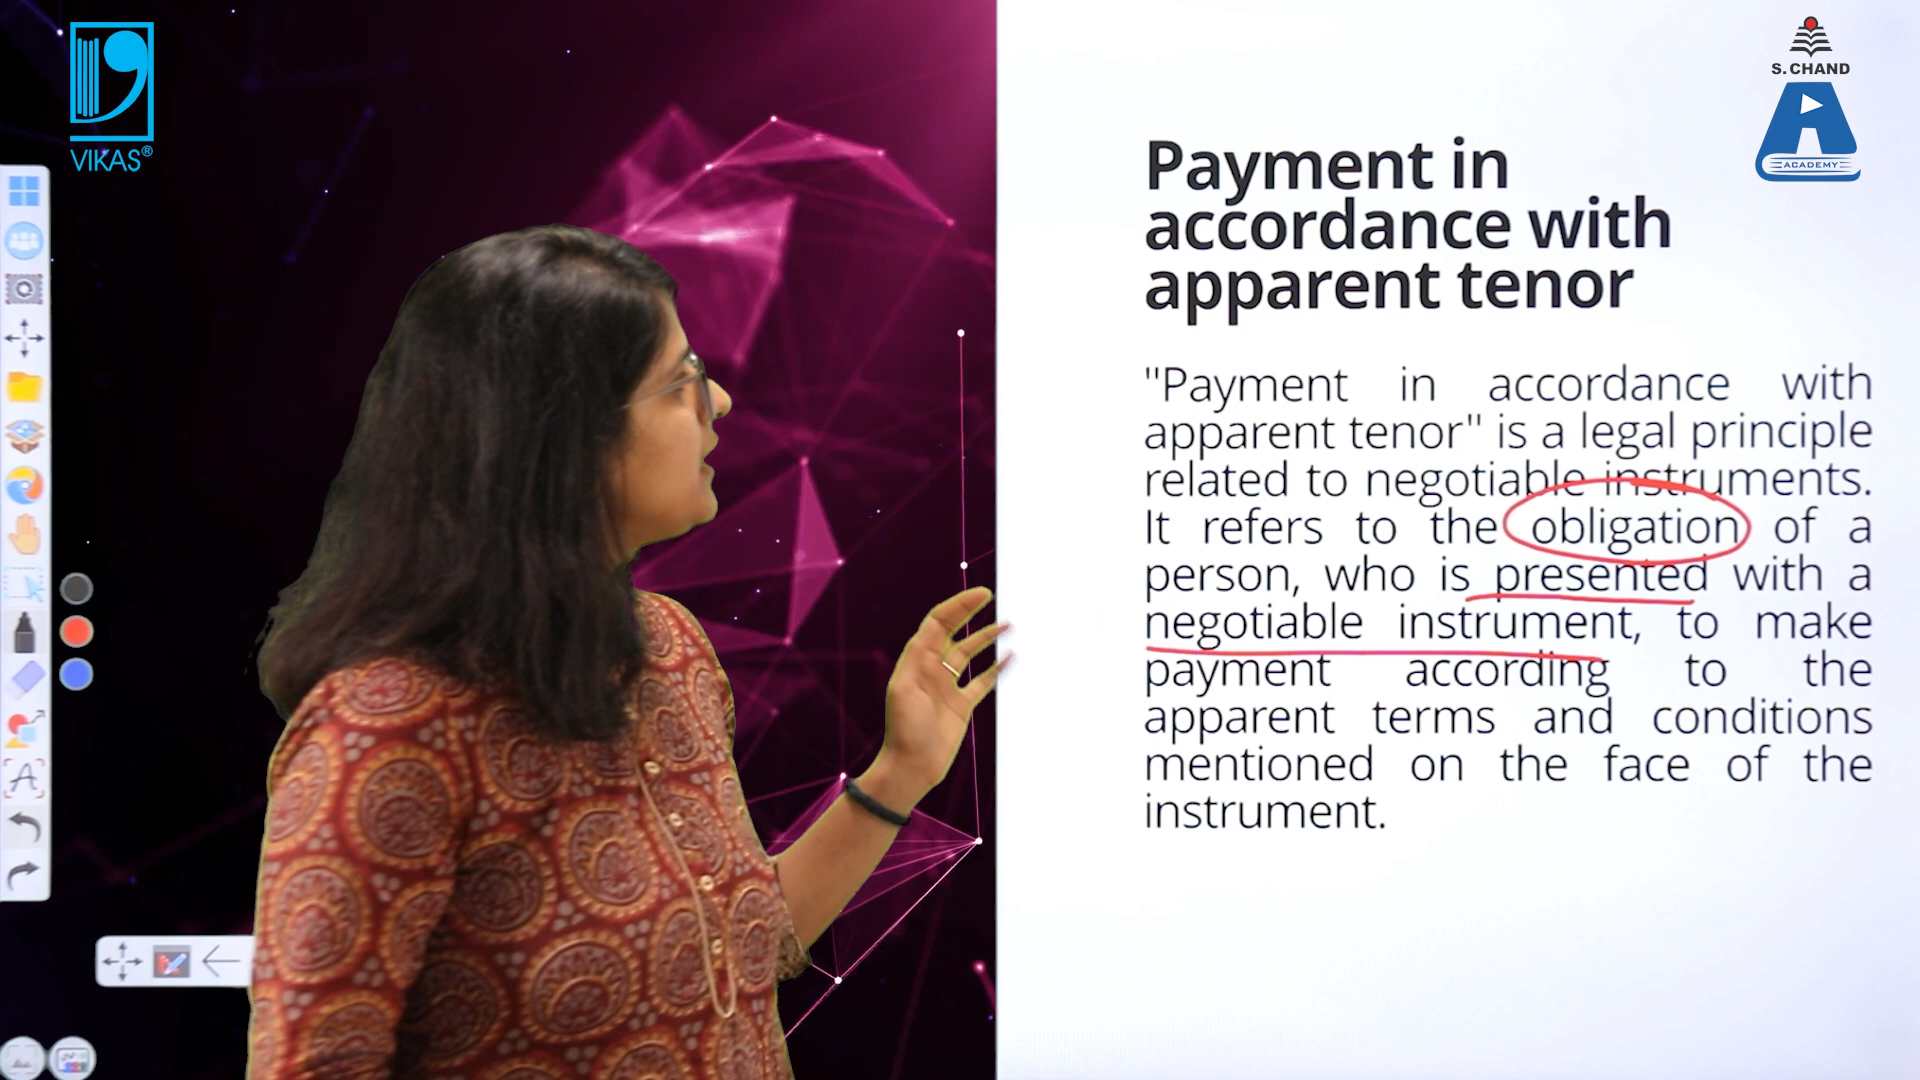 VIKAS®
S. CHAND
ACADEMY
Payment in
accordance with
apparent tenor
"Payment in accordance with
apparent tenor" is a legal principle
related to negotiable instruments.
It refers to the obligation of a
person, who is presented with a
negotiable instrument, to make
payment according to the
apparent terms and conditions
mentioned on the face of the
instrument.
A